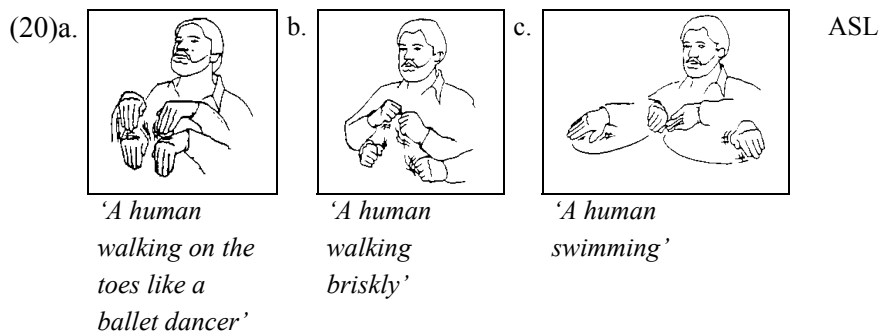 (20)a. b. c. ASL
‘A human
walking on the
toes like a
ballet dancer’
‘A human
walking
briskly’
‘A human
swimming’